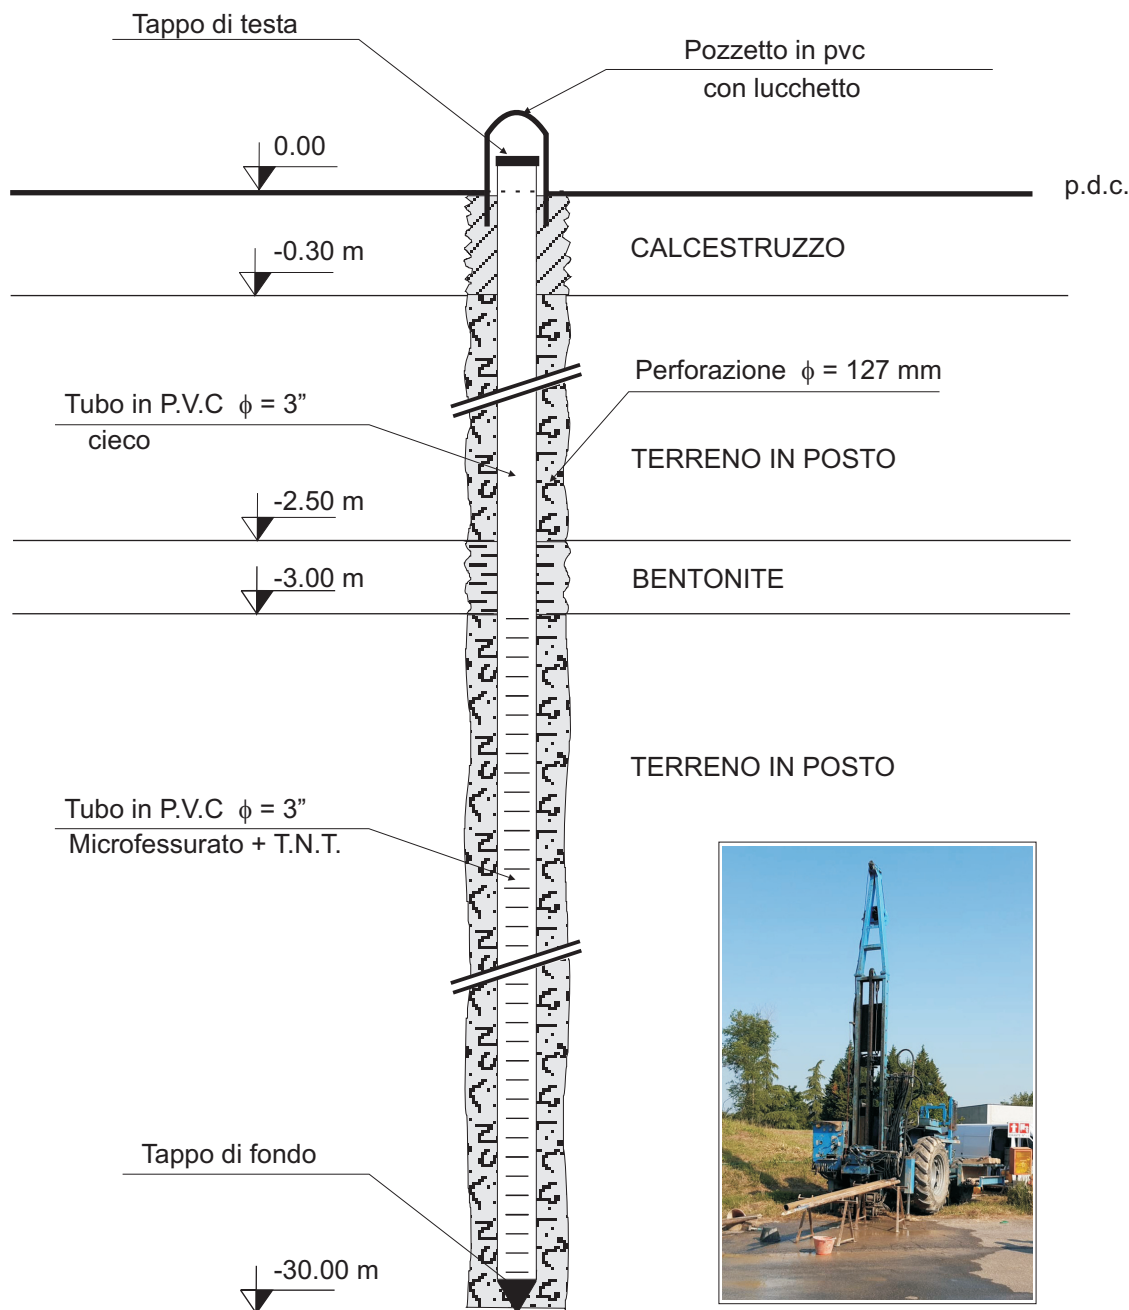 Tappo di testa
Pozzetto in pvc
con lucchetto
0.00
p.d.c.
-0.30 m
CALCESTRUZZO
Perforazione ϕ = 127 mm
Tubo in P.V.C ϕ = 3”
cieco
TERRENO IN POSTO
-2.50 m
-3.00 m
BENTONITE
TERRENO IN POSTO
Tubo in P.V.C ϕ = 3”
Microfessurato + T.N.T.
Tappo di fondo
-30.00 m